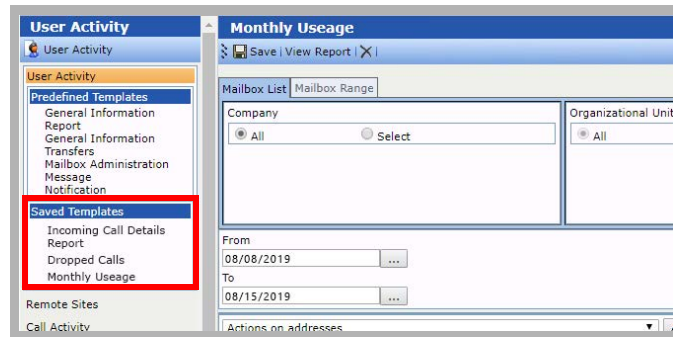 User Activity
User Activity
User Activity
Predefined Templates
General Information
Report
General Information
Transfers
Mailbox Administration
Message
Notification
Saved Templates
Incoming Call Details
Report
Dropped Calls
Monthly Useage
Remote Sites
Call Activity
Monthly Useage
Save | View Report | X |
Mailbox List Mailbox Range
Company
All Select
Organizational Unit
All
From
08/08/2019 ...
To
08/15/2019 ...
Actions on addresses